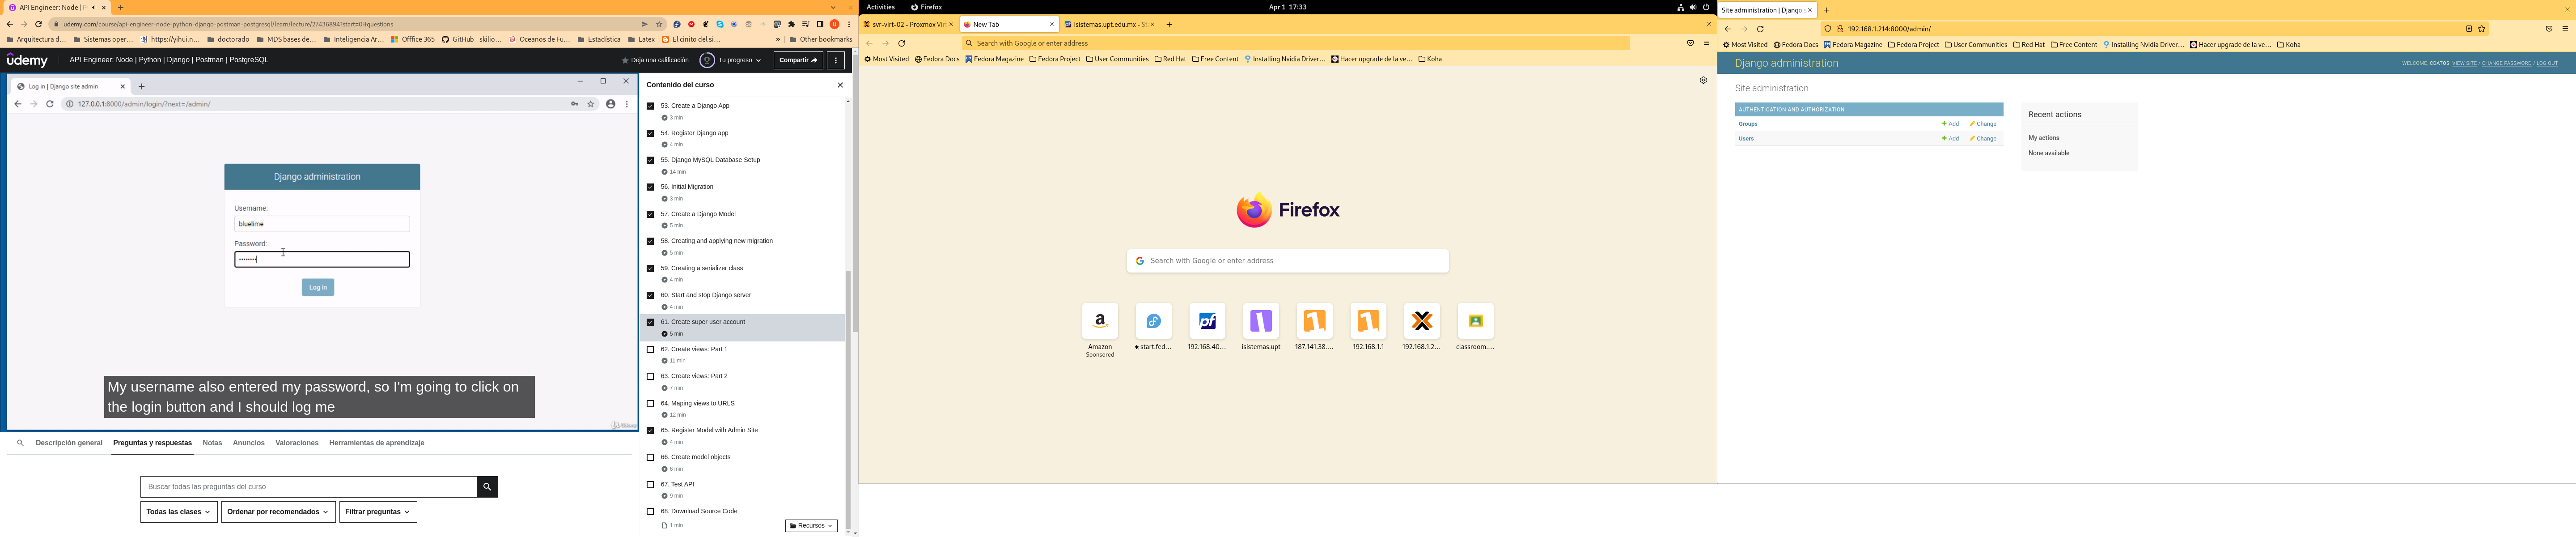 API Engineer: Node | P
udemy.com/course/api-engineer-node-python-django-postman-postgresql/learn/lecture/27436894?start=0#questions
Arquitectura d... Sistemas oper... https://yihui.n... doctorado MDS bases de... Inteligencia Ar... Offfice 365 GitHub - skilio... Oceanos de Fu... Estadística Latex El cinito del si... » Other bookmarks
ûdemy API Engineer: Node | Python | Django | Postman | PostgreSQL Deja una calificación Tu progreso Compartir
Log in | Django site admin
127.0.0.1:8000/admin/login/?next=/admin/
Django administration
Username:
bluelime
Password:
Log in
My username also entered my password, so I'm going to click on
the login button and I should log me
Descripción general Preguntas y respuestas Notas Anuncios Valoraciones Herramientas de aprendizaje
Buscar todas las preguntas del curso
Todas las clases Ordenar por recomendados Filtrar preguntas
Contenido del curso
53. Create a Django App
3 min
54. Register Django app
4 min
55. Django MySQL Database Setup
14 min
56. Initial Migration
3 min
57. Create a Django Model
5 min
58. Creating and applying new migration
5 min
59. Creating a serializer class
4 min
60. Start and stop Django server
4 min
61. Create super user account
5 min
62. Create views: Part 1
11 min
63. Create views: Part 2
7 min
64. Maping views to URLS
12 min
65. Register Model with Admin Site
4 min
66. Create model objects
6 min
67. Test API
9 min
68. Download Source Code
1 min
Recursos
Activities Firefox Apr 1 17:33
svr-virt-02 - Proxmox Vir New Tab isistemas.upt.edu.mx - S
Search with Google or enter address
Most Visited Fedora Docs Fedora Magazine Fedora Project User Communities Red Hat Free Content Installing Nvidia Driver... Hacer upgrade de la ve... Koha
Firefox
Search with Google or enter address
Amazon start.fed... 192.168.40... isistemas.upt 187.141.38.... 192.168.1.1 192.168.1.2... classroom....
Sponsored
Site administration | Django
192.168.1.214:8000/admin/
Most Visited Fedora Docs Fedora Magazine Fedora Project User Communities Red Hat Free Content Installing Nvidia Driver... Hacer upgrade de la ve... Koha
Django administration
WELCOME, COATOS. VIEW SITE / CHANGE PASSWORD / LOG OUT
Site administration
AUTHENTICATION AND AUTHORIZATION
Groups Add Change
Users Add Change
Recent actions
My actions
None available